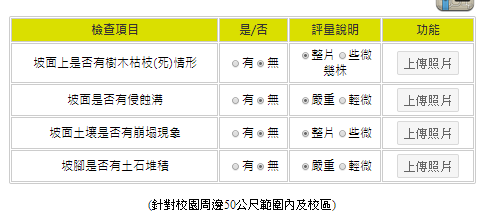 檢查項目 是/否 評量說明 功能
坡面上是否有樹木枯枝(死)情形 有 無 整片 些微幾株 上傳照片
坡面是否有侵蝕溝 有 無 嚴重 輕微 上傳照片
坡面土壤是否有崩塌現象 有 無 整片 些微 上傳照片
坡腳是否有土石堆積 有 無 嚴重 輕微 上傳照片
(針對校園周邊50公尺範圍內及校區)